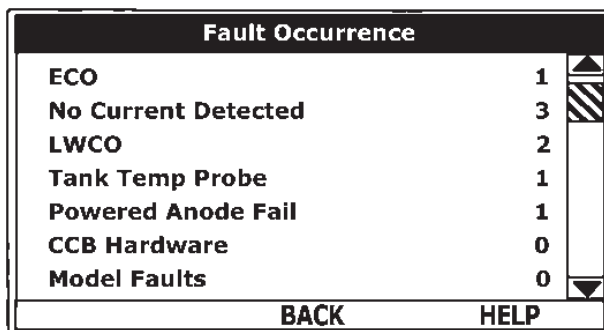 Fault Occurrence
ECO 1
No Current Detected 3
LWCO 2
Tank Temp Probe 1
Powered Anode Fail 1
CCB Hardware 0
Model Faults 0
BACK HELP